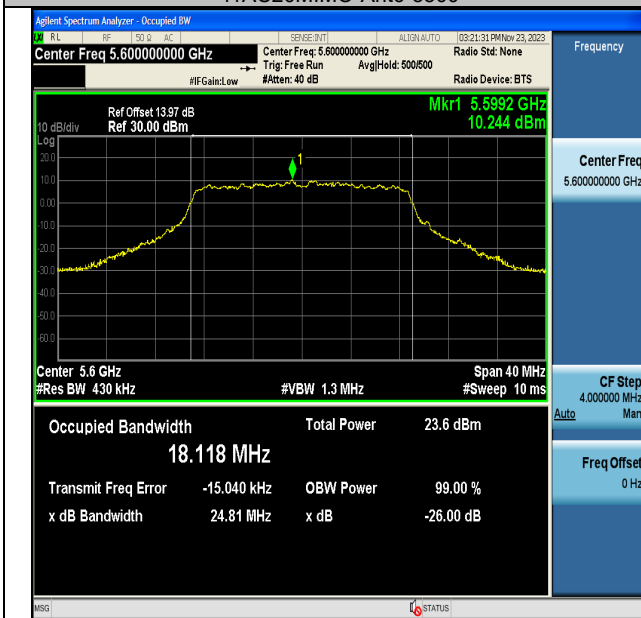 Agilent Spectrum Analyzer - Occupied BW
RL RF 50 Ω AC SENSE:INT ALIGN AUTO 03:21:31 PM Nov 23, 2023
Center Freq 5.600000000 GHz Center Freq: 5.600000000 GHz Radio Std: None
Trig: Free Run Avg|Hold: 500/500
#IFGain:Low #Atten: 40 dB Radio Device: BTS
Frequency
Ref Offset 13.97 dB Mkr1 5.5992 GHz
10 dB/div Ref 30.00 dBm 10.244 dBm
Log
20.0
1
10.0
0.00
-10.0
-20.0
-30.0
-40.0
-50.0
-60.0
Center 5.6 GHz Span 40 MHz
#Res BW 430 kHz #VBW 1.3 MHz #Sweep 10 ms
Occupied Bandwidth Total Power 23.6 dBm
18.118 MHz
Transmit Freq Error -15.040 kHz OBW Power 99.00 %
x dB Bandwidth 24.81 MHz x dB -26.00 dB
Center Freq
5.600000000 GHz
CF Step
4.000000 MHz
Auto Man
Freq Offset
0 Hz
MSG STATUS